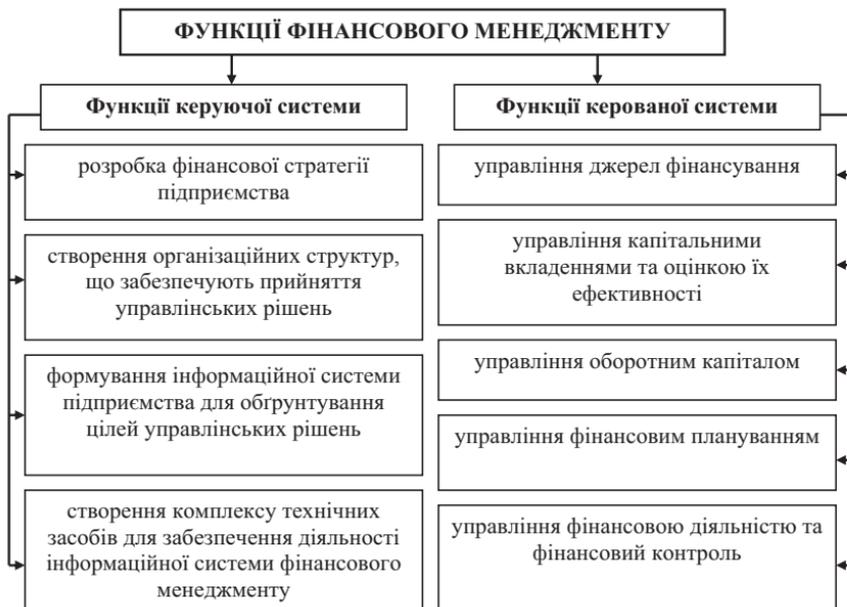 ФУНКЦІЇ ФІНАНСОВОГО МЕНЕДЖМЕНТУ
Функції керуючої системи
розробка фінансової стратегії
підприємства
створення організаційних структур,
що забезпечують прийняття
управлінських рішень
формування інформаційної системи
підприємства для обґрунтування
цілей управлінських рішень
створення комплексу технічних
засобів для забезпечення діяльності
інформаційної системи фінансового
менеджменту
Функції керованої системи
управління джерел фінансування
управління капітальними
вкладеннями та оцінкою їх
ефективності
управління оборотним капіталом
управління фінансовим плануванням
управління фінансовою діяльністю та
фінансовий контроль